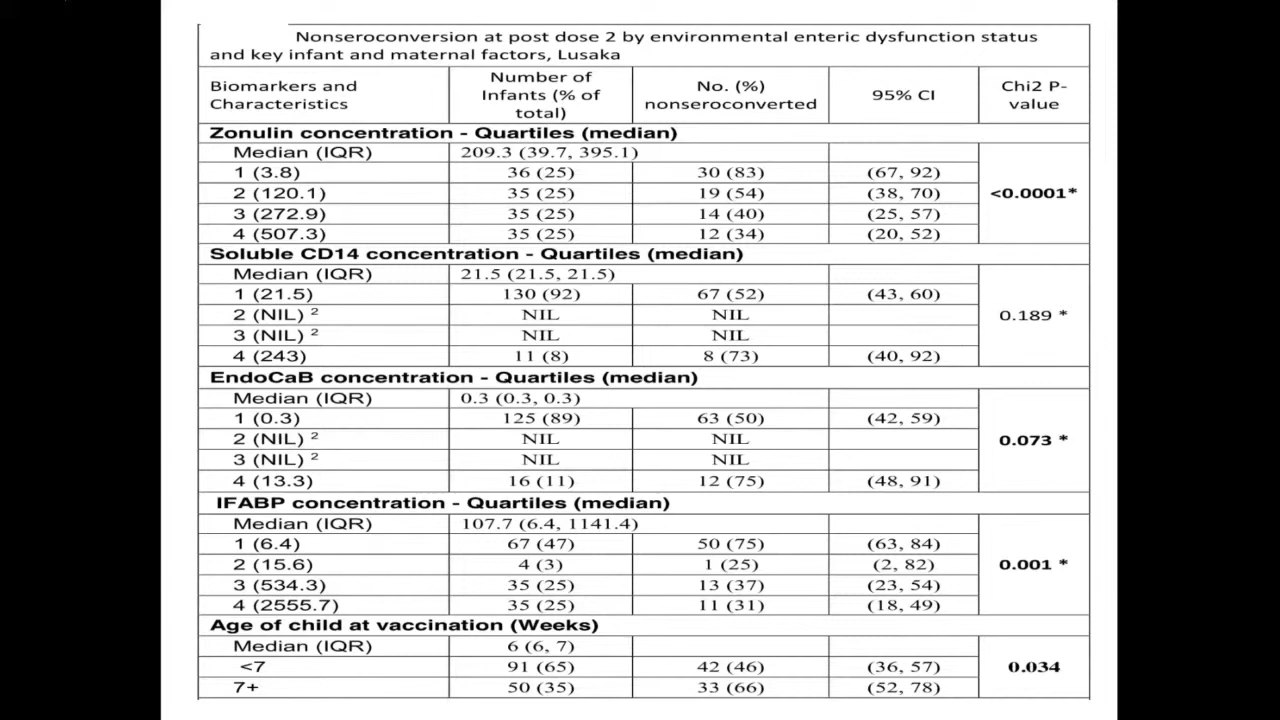 Nonseroconversion at post dose 2 by environmental enteric dysfunction status
and key infant and maternal factors, Lusaka
Biomarkers and Characteristics | Number of Infants (% of total) | No. (%) nonseroconverted | 95% CI | Chi2 P-value
Zonulin concentration - Quartiles (median)
Median (IQR) 209.3 (39.7, 395.1)
1 (3.8) 36 (25) 30 (83) (67, 92)
2 (120.1) 35 (25) 19 (54) (38, 70) <0.0001*
3 (272.9) 35 (25) 14 (40) (25, 57)
4 (507.3) 35 (25) 12 (34) (20, 52)
Soluble CD14 concentration - Quartiles (median)
Median (IQR) 21.5 (21.5, 21.5)
1 (21.5) 130 (92) 67 (52) (43, 60)
2 (NIL) ² NIL NIL 0.189 *
3 (NIL) ² NIL NIL
4 (243) 11 (8) 8 (73) (40, 92)
EndoCaB concentration - Quartiles (median)
Median (IQR) 0.3 (0.3, 0.3)
1 (0.3) 125 (89) 63 (50) (42, 59)
2 (NIL) ² NIL NIL 0.073 *
3 (NIL) ² NIL NIL
4 (13.3) 16 (11) 12 (75) (48, 91)
IFABP concentration - Quartiles (median)
Median (IQR) 107.7 (6.4, 1141.4)
1 (6.4) 67 (47) 50 (75) (63, 84)
2 (15.6) 4 (3) 1 (25) (2, 82) 0.001 *
3 (534.3) 35 (25) 13 (37) (23, 54)
4 (2555.7) 35 (25) 11 (31) (18, 49)
Age of child at vaccination (Weeks)
Median (IQR) 6 (6, 7)
<7 91 (65) 42 (46) (36, 57) 0.034
7+ 50 (35) 33 (66) (52, 78)